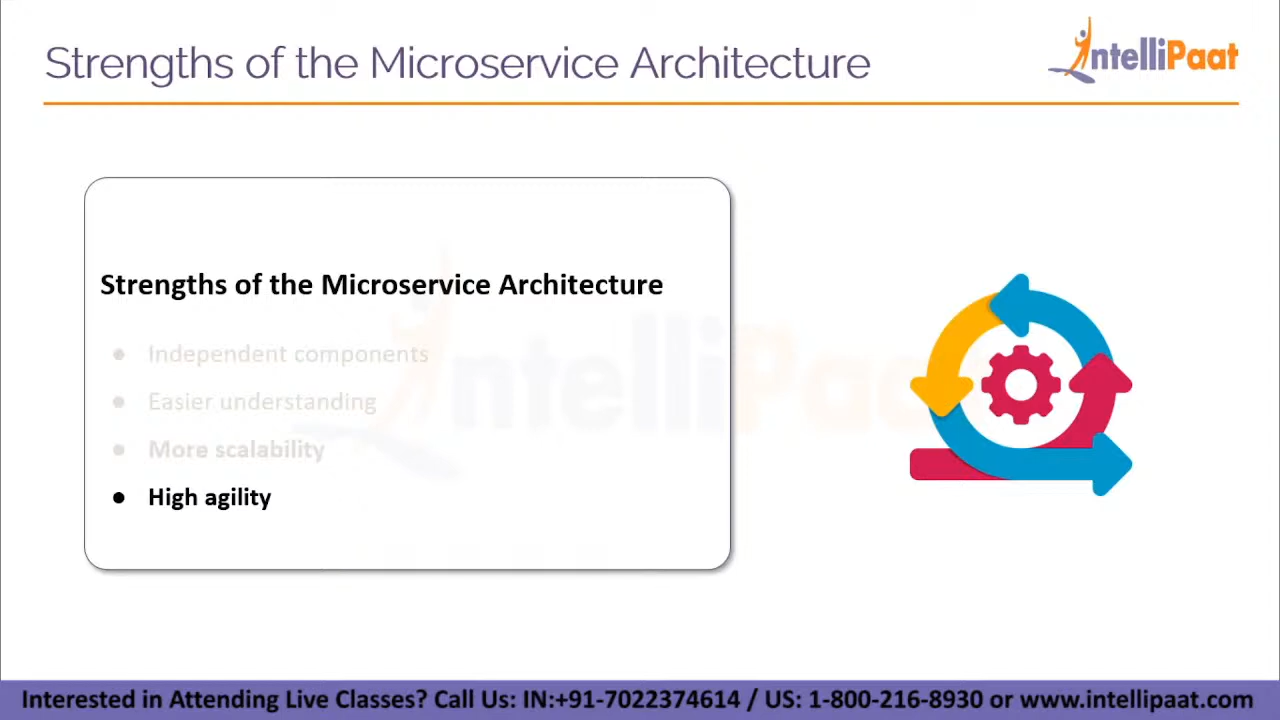 Strengths of the Microservice Architecture
IntelliPaat
Strengths of the Microservice Architecture
● Independent components
● Easier understanding
● More scalability
● High agility
IntelliPaat
Interested in Attending Live Classes? Call Us: IN:+91-7022374614 / US: 1-800-216-8930 or www.intellipaat.com